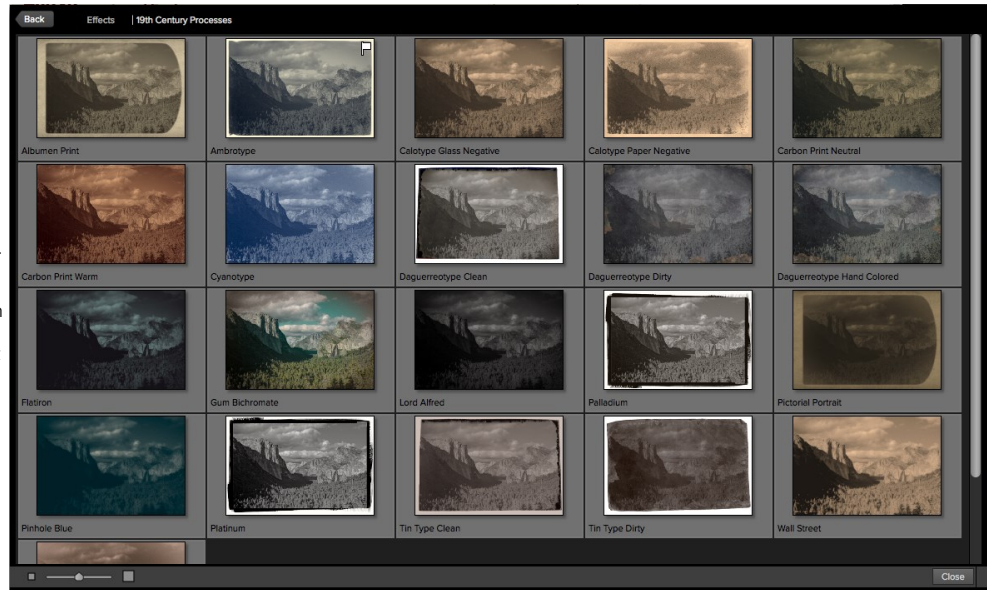 Back Effects | 19th Century Processes
Albumen Print Ambrotype Calotype Glass Negative Calotype Paper Negative Carbon Print Neutral
Carbon Print Warm Cyanotype Daguerreotype Clean Daguerreotype Dirty Daguerreotype Hand Colored
Flatiron Gum Bichromate Lord Alfred Palladium Pictorial Portrait
Pinhole Blue Platinum Tin Type Clean Tin Type Dirty Wall Street
Close